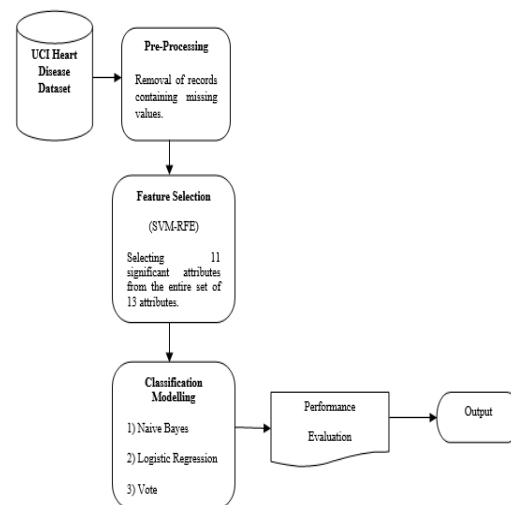 UCI Heart
Disease
Dataset
Pre-Processing
Removal of records
containing missing
values.
Feature Selection
(SVM-RFE)
Selecting 11
significant attributes
from the entire set of
13 attributes.
Classification
Modelling
1) Naive Bayes
2) Logistic Regression
3) Vote
Performance
Evaluation
Output